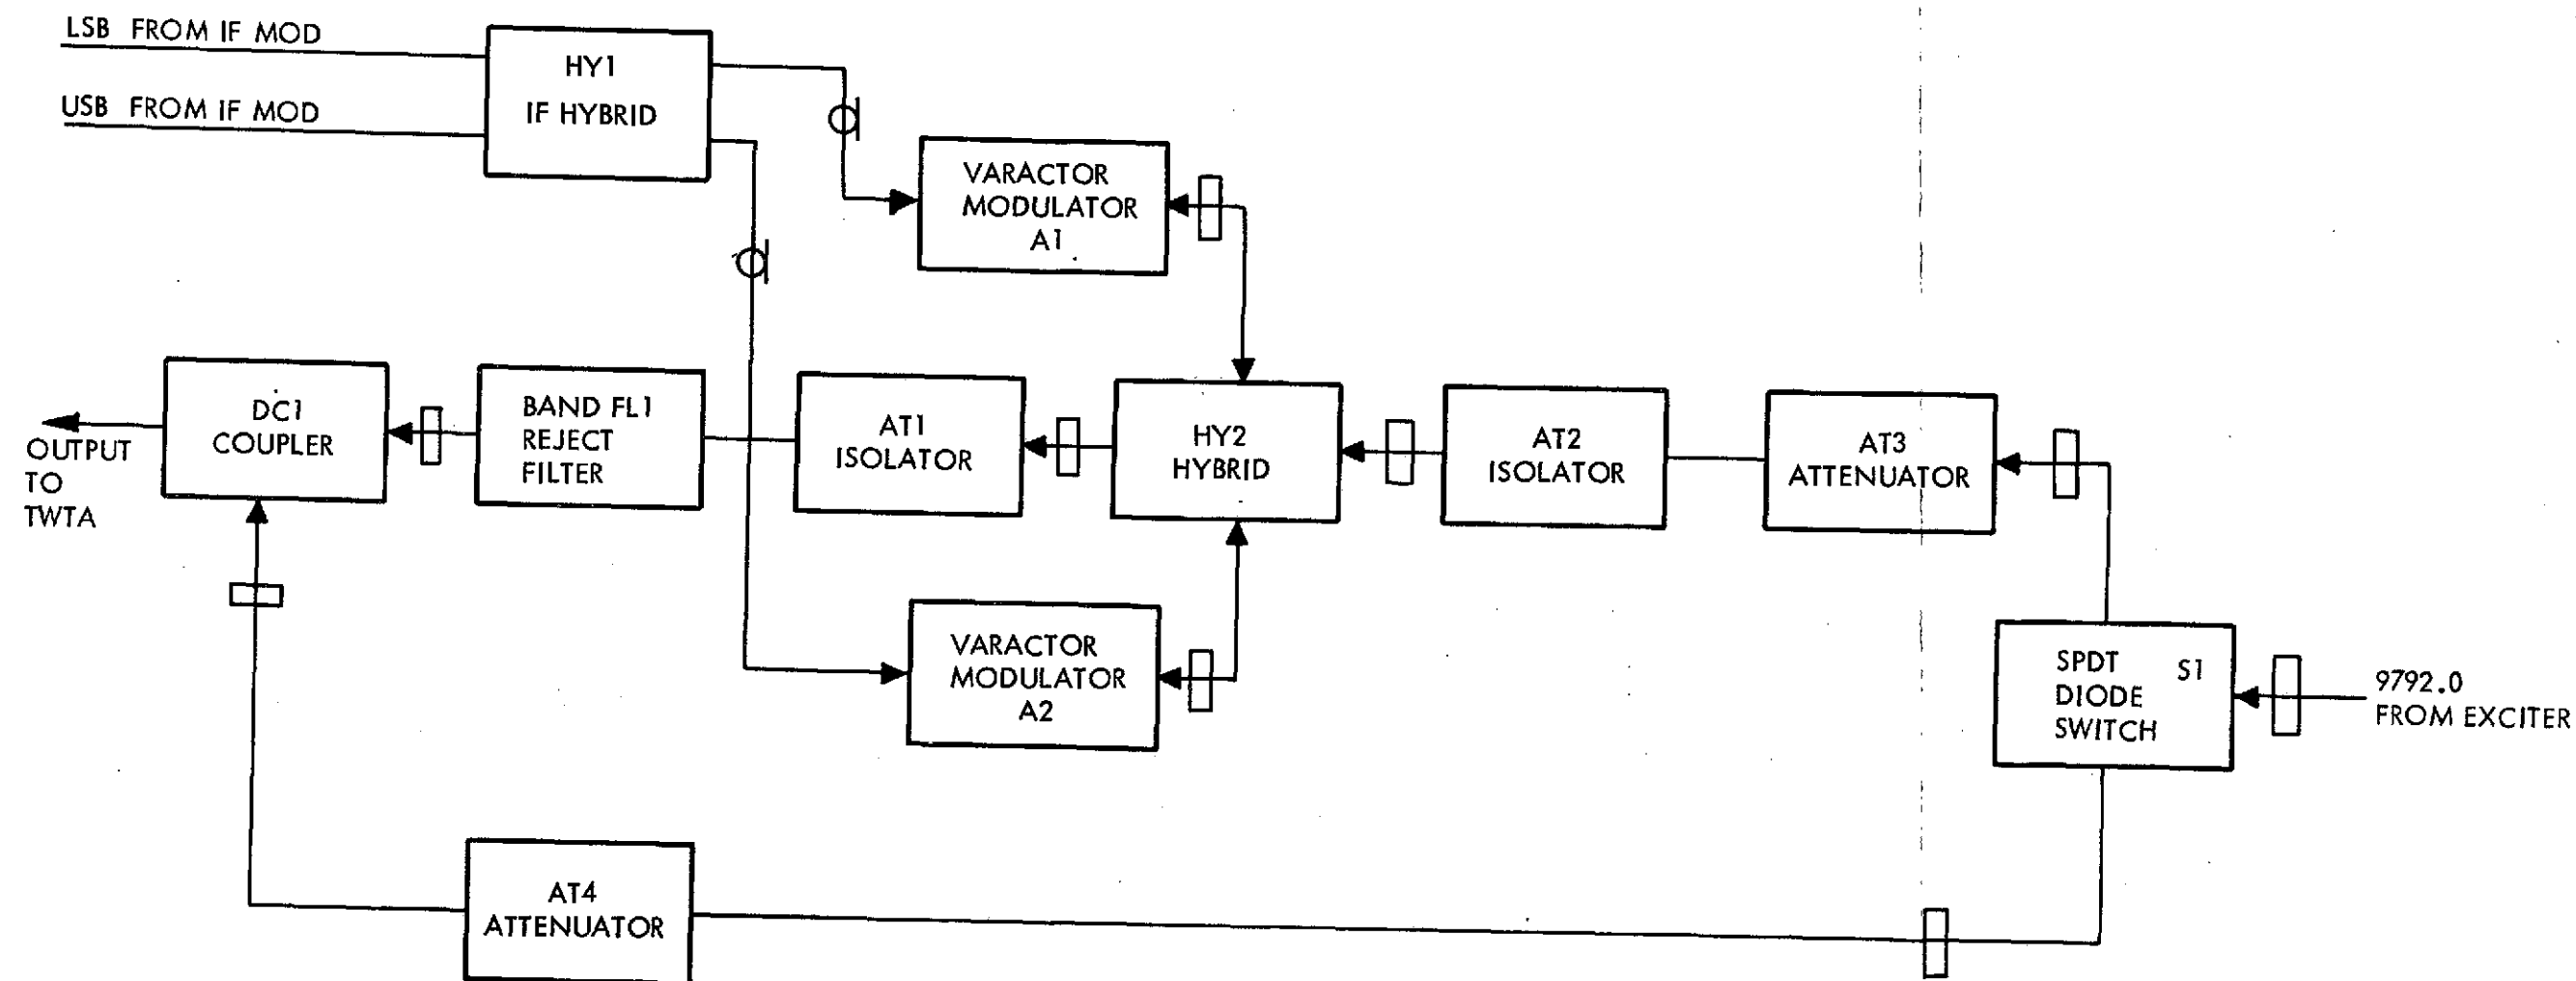 LSB FROM IF MOD
USB FROM IF MOD
HY1
IF HYBRID
VARACTOR
MODULATOR
A1
DC1
COUPLER
OUTPUT
TO
TWTA
BAND FL1
REJECT
FILTER
AT1
ISOLATOR
HY2
HYBRID
AT2
ISOLATOR
AT3
ATTENUATOR
VARACTOR
MODULATOR
A2
SPDT S1
DIODE
SWITCH
9792.0
FROM EXCITER
AT4
ATTENUATOR